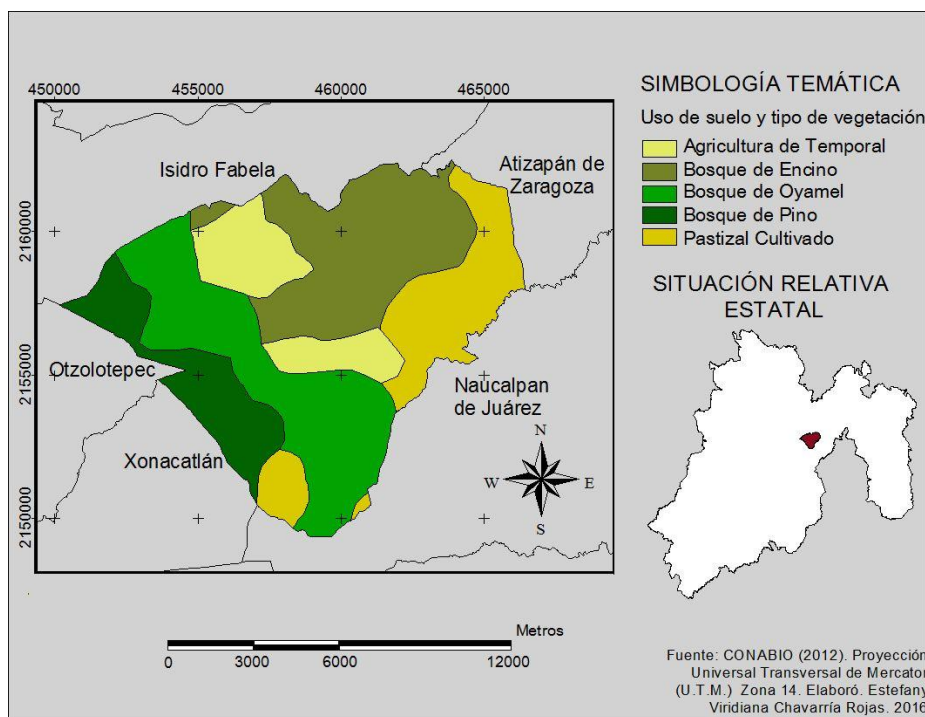 450000
455000
460000
465000
2160000
2155000
2150000
Isidro Fabela
Atizapán de
Zaragoza
Otzolotepec
Naucalpan
de Juárez
Xonacatlán
N
W
E
S
SIMBOLOGÍA TEMÁTICA
Uso de suelo y tipo de vegetación
Agricultura de Temporal
Bosque de Encino
Bosque de Oyamel
Bosque de Pino
Pastizal Cultivado
SITUACIÓN RELATIVA
ESTATAL
Metros
0
3000
6000
12000
Fuente: CONABIO (2012). Proyección
Universal Transversal de Mercator
(U.T.M.) Zona 14. Elaboró. Estefany
Viridiana Chavarría Rojas. 2016